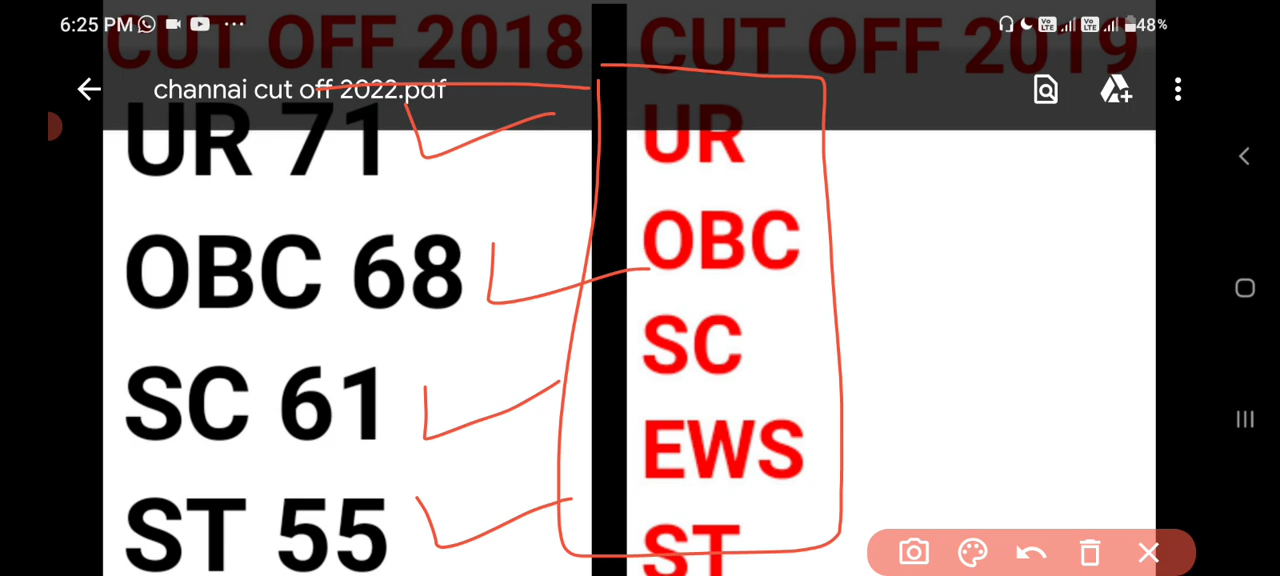 6:25 PM
48%
CUT OFF 2018
CUT OFF 2019
channai cut off 2022.pdf
UR 71
OBC 68
SC 61
ST 55
UR
OBC
SC
EWS
ST